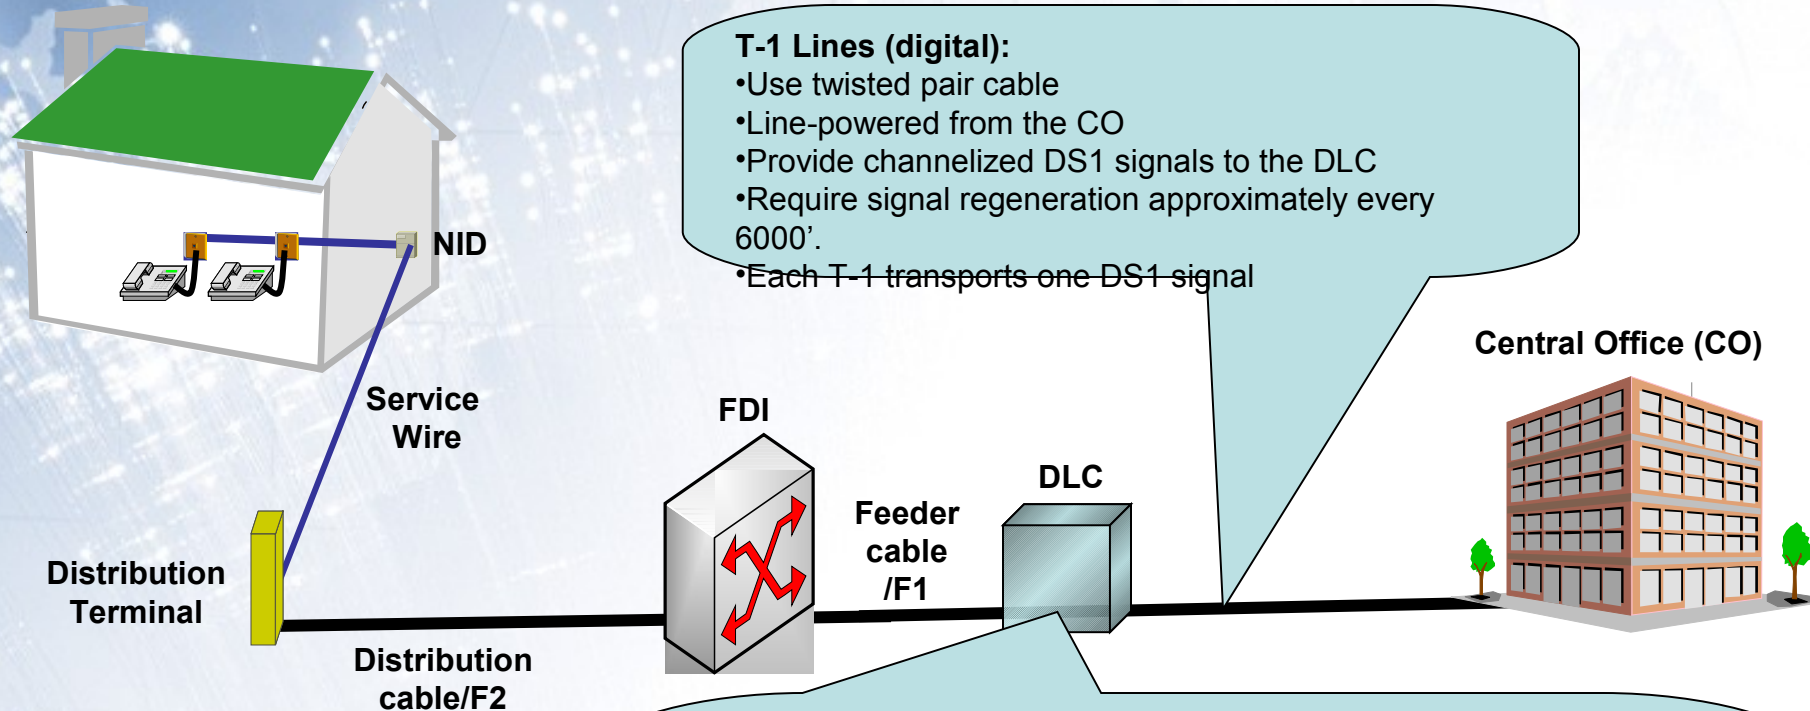 T-1 Lines (digital):
•Use twisted pair cable
•Line-powered from the CO
•Provide channelized DS1 signals to the DLC
•Require signal regeneration approximately every
6000’.
•Each T-1 transports one DS1 signal
NID
Central Office (CO)
Service
Wire
FDI
DLC
Feeder
cable
/F1
Distribution
Terminal
Distribution
cable/F2